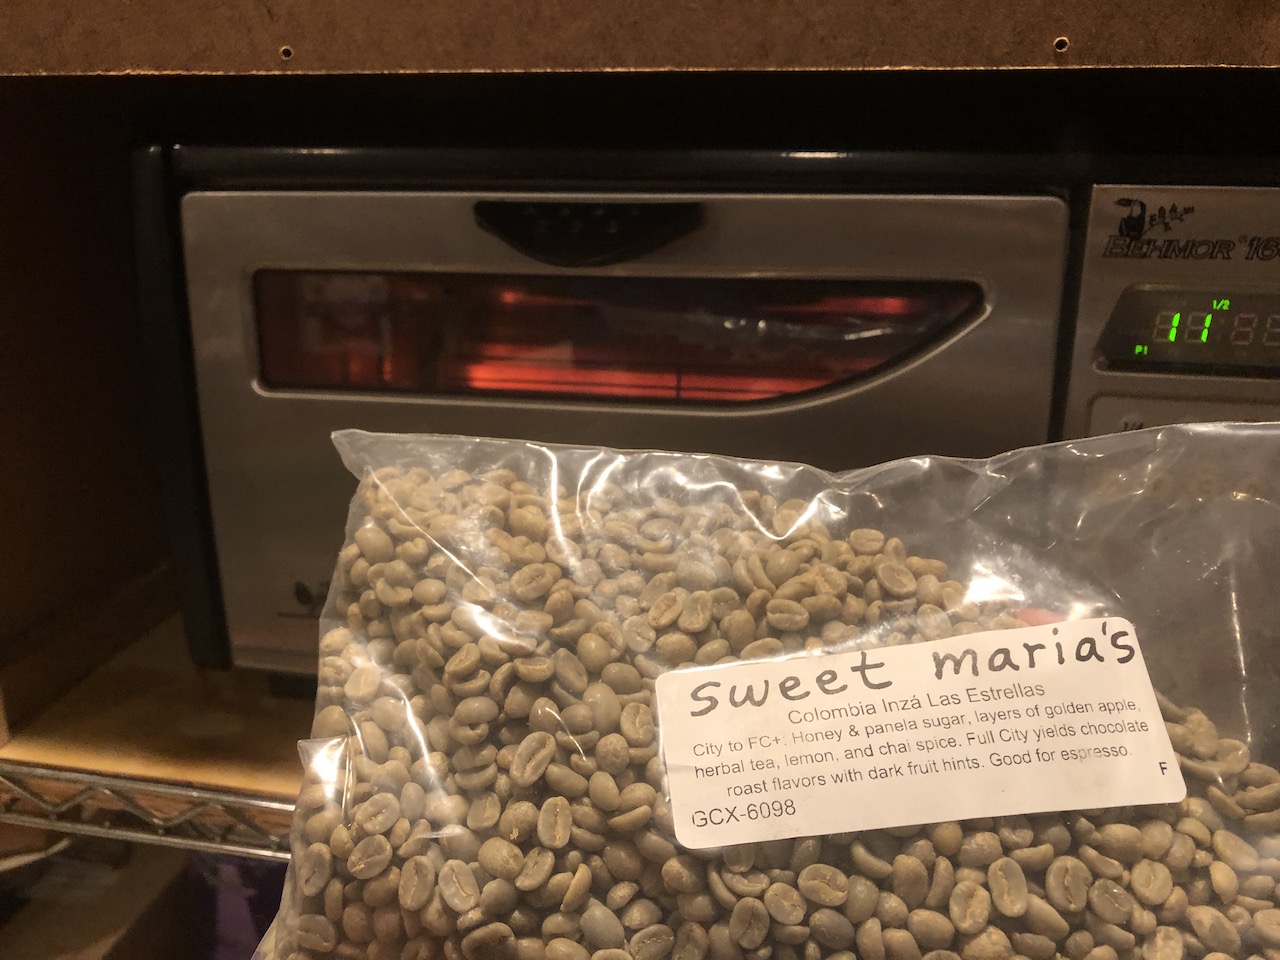 BEHMOR
1/2
11
P1
sweet maria's
Colombia Inzá Las Estrellas
City to FC+: Honey & panela sugar, layers of golden apple,
herbal tea, lemon, and chai spice. Full City yields chocolate
roast flavors with dark fruit hints. Good for espresso.
F
GCX-6098